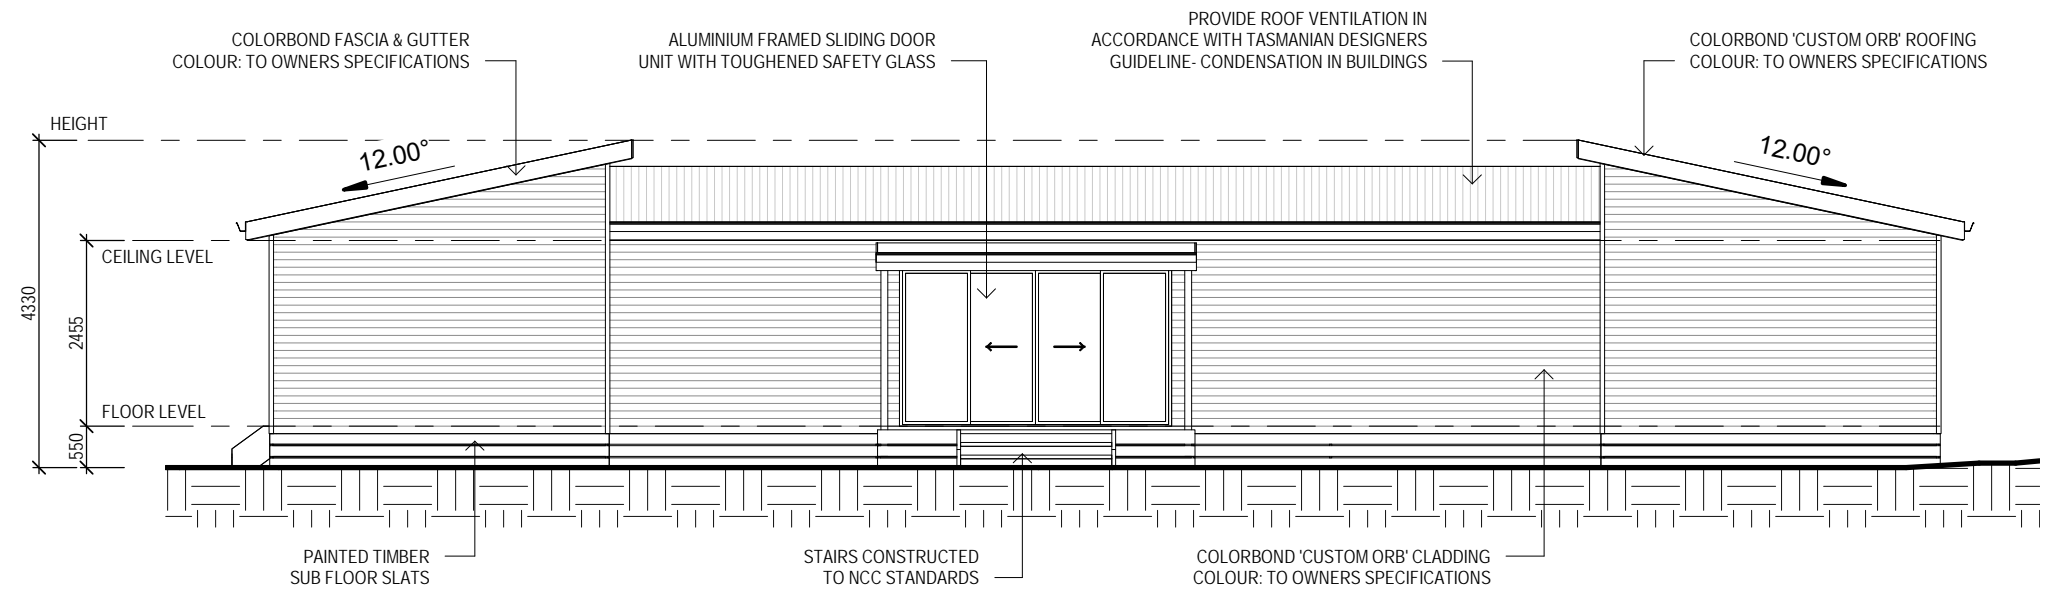 COLORBOND FASCIA & GUTTER
COLOUR: TO OWNERS SPECIFICATIONS
ALUMINIUM FRAMED SLIDING DOOR
UNIT WITH TOUGHENED SAFETY GLASS
PROVIDE ROOF VENTILATION IN
ACCORDANCE WITH TASMANIAN DESIGNERS
GUIDELINE- CONDENSATION IN BUILDINGS
COLORBOND 'CUSTOM ORB' ROOFING
COLOUR: TO OWNERS SPECIFICATIONS
HEIGHT
12.00°
12.00°
CEILING LEVEL
4330
2455
FLOOR LEVEL
550
PAINTED TIMBER
SUB FLOOR SLATS
STAIRS CONSTRUCTED
TO NCC STANDARDS
COLORBOND 'CUSTOM ORB' CLADDING
COLOUR: TO OWNERS SPECIFICATIONS